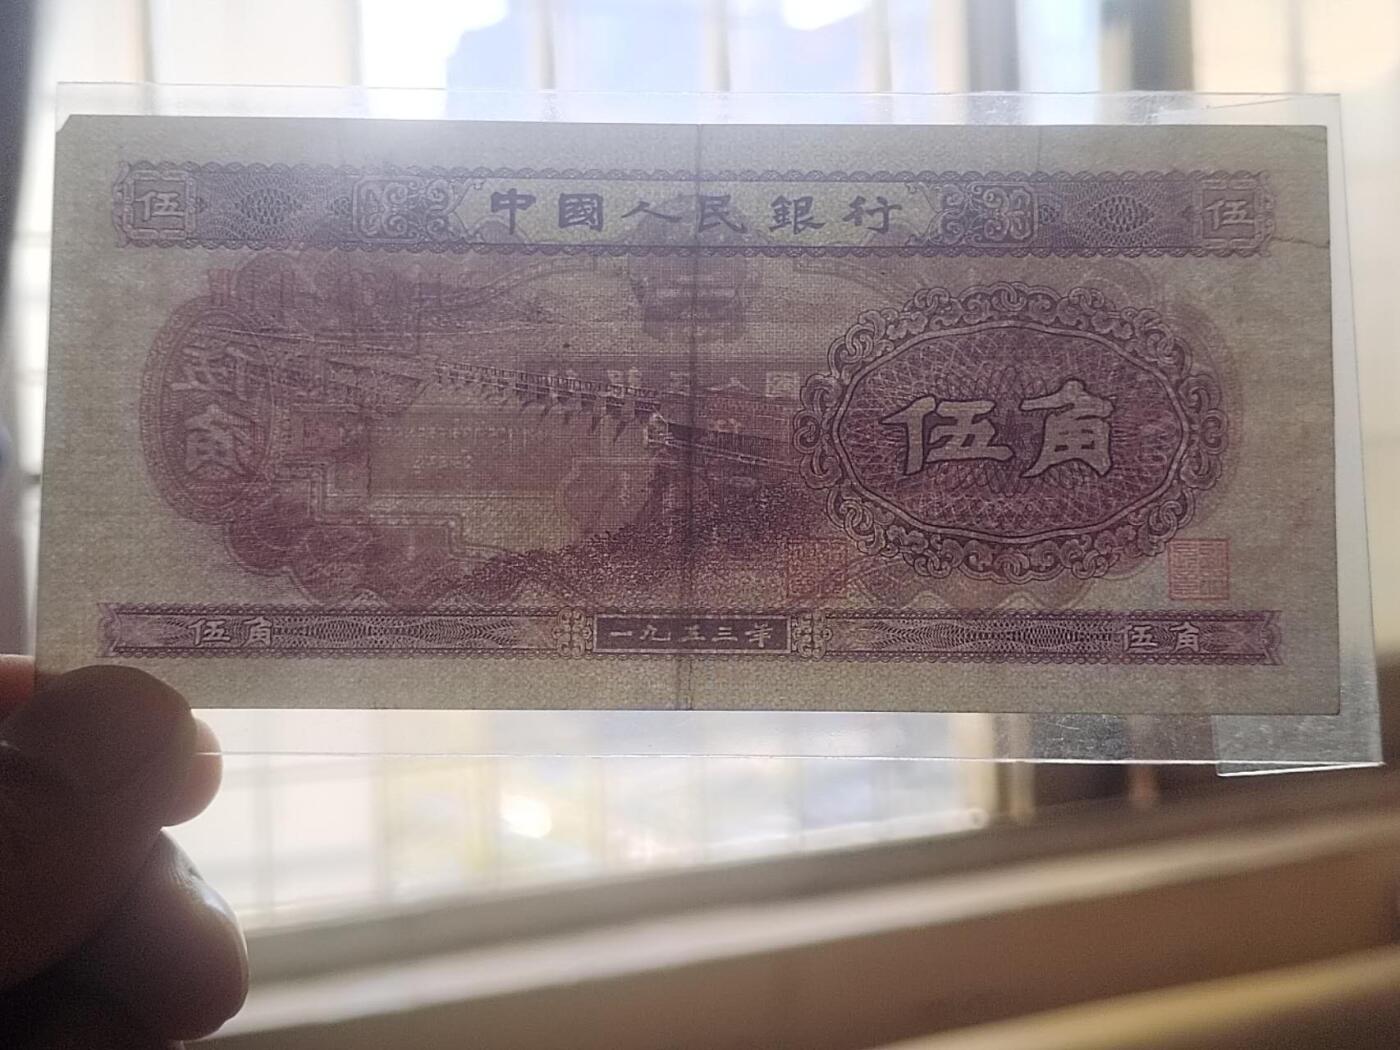 伍 中國人民銀行 伍
伍角
伍角 一九五三年 伍角